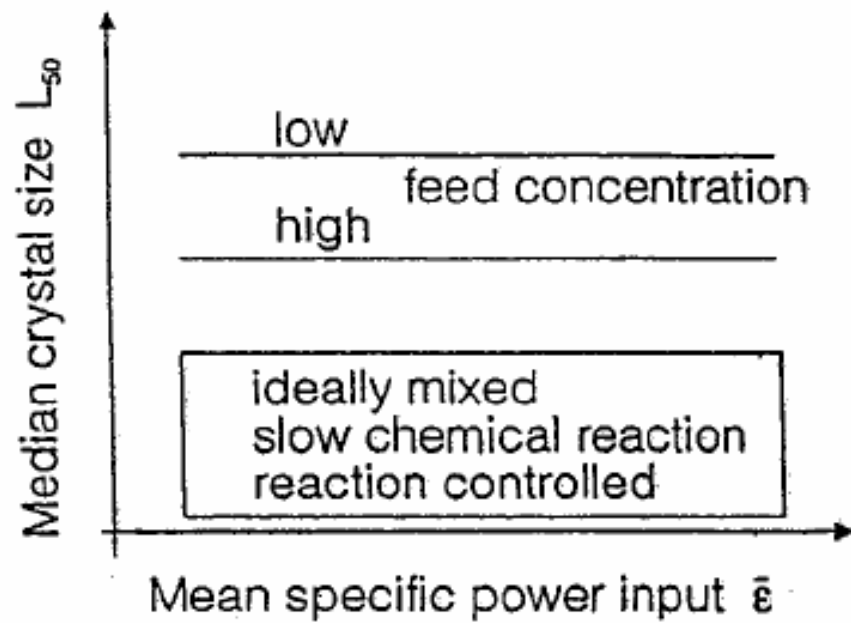 Median crystal size L₅₀
low
feed concentration
high
ideally mixed
slow chemical reaction
reaction controlled
Mean specific power input ε̄